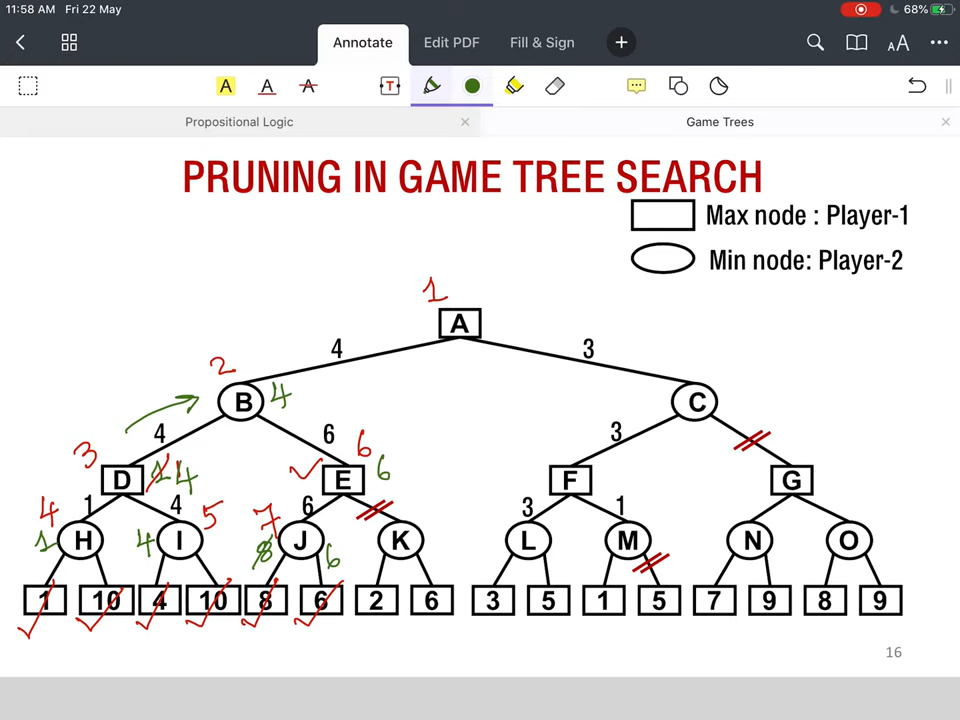 11:58 AM Fri 22 May 68%
Annotate Edit PDF Fill & Sign
A A A T
Propositional Logic Game Trees
PRUNING IN GAME TREE SEARCH
Max node : Player-1
Min node: Player-2
1
A
4 3
2
B 4 C
4 6 3
3 6
D 4 E 6 F G
1 4 6 3 1
4 5 7
1 H 4 I 8 J 6 K L M N O
1 10 4 10 8 6 2 6 3 5 1 5 7 9 8 9
16